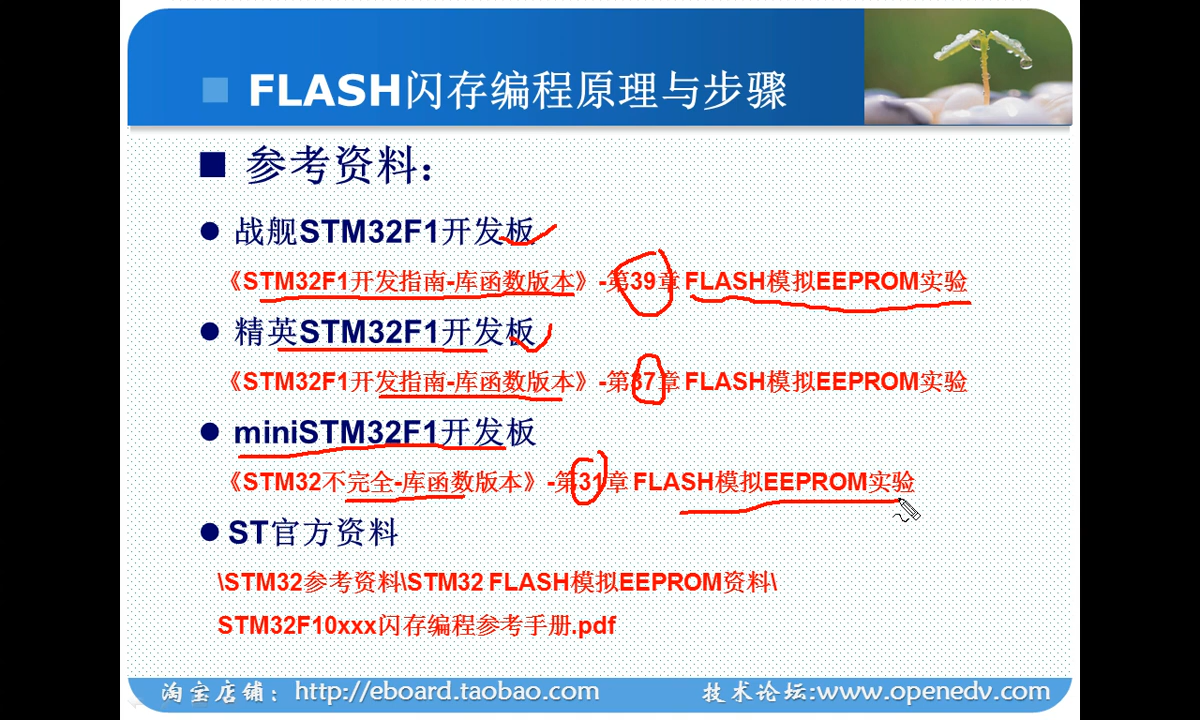 FLASH闪存编程原理与步骤
参考资料：
战舰STM32F1开发板
《STM32F1开发指南-库函数版本》-第39章 FLASH模拟EEPROM实验
精英STM32F1开发板
《STM32F1开发指南-库函数版本》-第37章 FLASH模拟EEPROM实验
miniSTM32F1开发板
《STM32不完全-库函数版本》-第31章 FLASH模拟EEPROM实验
ST官方资料
\STM32参考资料\STM32 FLASH模拟EEPROM资料\
STM32F10xxx闪存编程参考手册.pdf
淘宝店铺：http://eboard.taobao.com 技术论坛:www.openedv.com